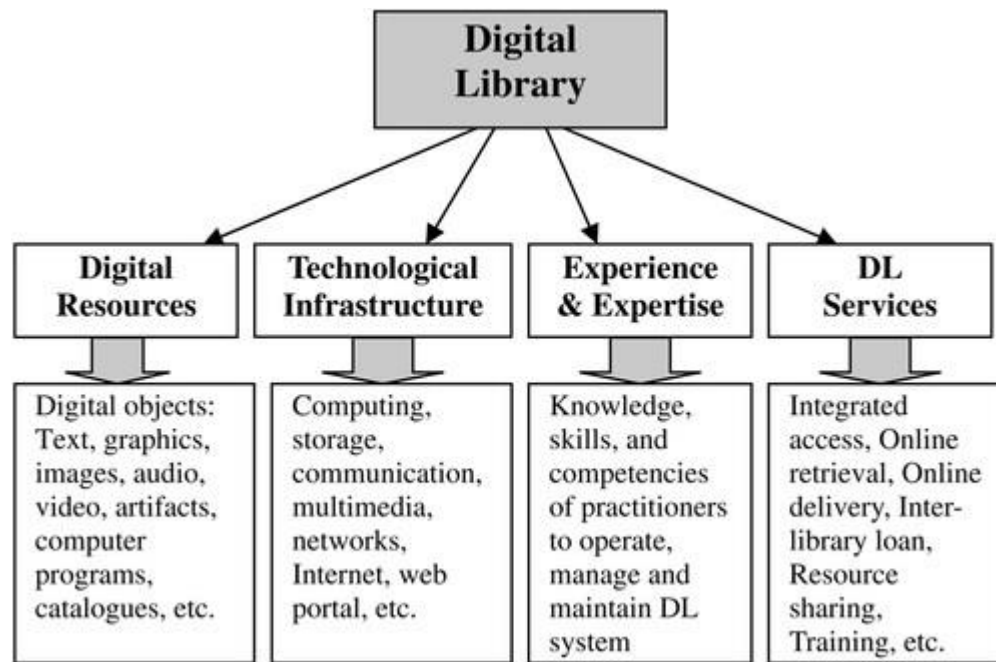 Digital
Library
Digital
Resources
Technological
Infrastructure
Experience
& Expertise
DL
Services
Digital objects:
Text, graphics,
images, audio,
video, artifacts,
computer
programs,
catalogues, etc.
Computing,
storage,
communication,
multimedia,
networks,
Internet, web
portal, etc.
Knowledge,
skills, and
competencies
of practitioners
to operate,
manage and
maintain DL
system
Integrated
access, Online
retrieval, Online
delivery, Inter-
library loan,
Resource
sharing,
Training, etc.